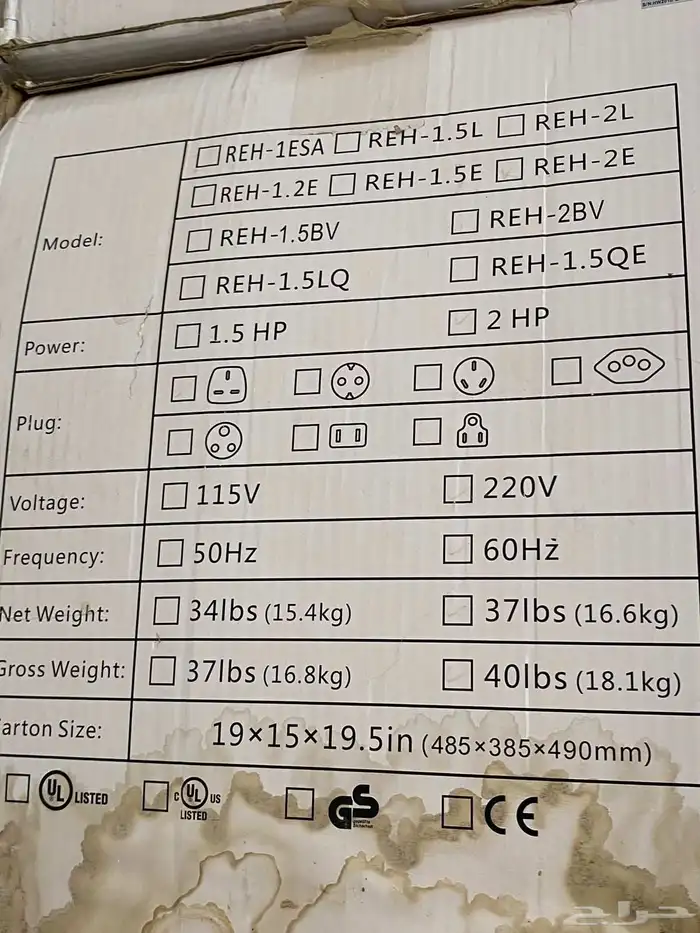 Model: REH-1ESA REH-1.5L REH-2L
REH-1.2E REH-1.5E REH-2E
REH-1.5BV REH-2BV
REH-1.5LQ REH-1.5QE
Power: 1.5 HP 2 HP
Plug:
Voltage: 115V 220V
Frequency: 50Hz 60Hz
Net Weight: 34lbs (15.4kg) 37lbs (16.6kg)
Gross Weight: 37lbs (16.8kg) 40lbs (18.1kg)
arton Size: 19×15×19.5in (485×385×490mm)
UL LISTED C UL US LISTED GS CE
حراج